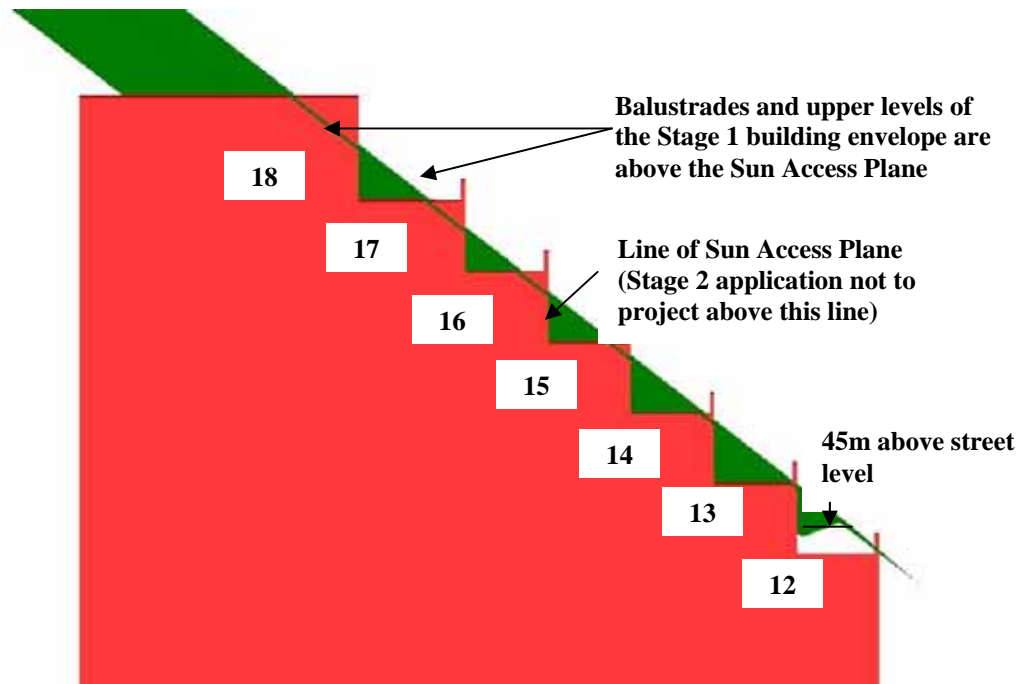 Balustrades and upper levels of
the Stage 1 building envelope are
above the Sun Access Plane
18
17
Line of Sun Access Plane
(Stage 2 application not to
project above this line)
16
15
45m above street
level
14
13
12